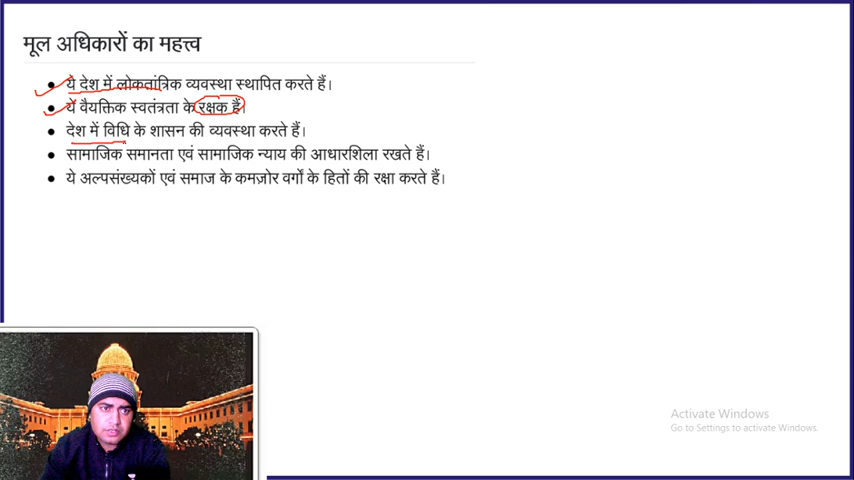 मूल अधिकारों का महत्त्व
ये देश में लोकतांत्रिक व्यवस्था स्थापित करते हैं।
ये वैयक्तिक स्वतंत्रता के रक्षक हैं।
देश में विधि के शासन की व्यवस्था करते हैं।
सामाजिक समानता एवं सामाजिक न्याय की आधारशिला रखते हैं।
ये अल्पसंख्यकों एवं समाज के कमज़ोर वर्गों के हितों की रक्षा करते हैं।
Activate Windows
Go to Settings to activate Windows.